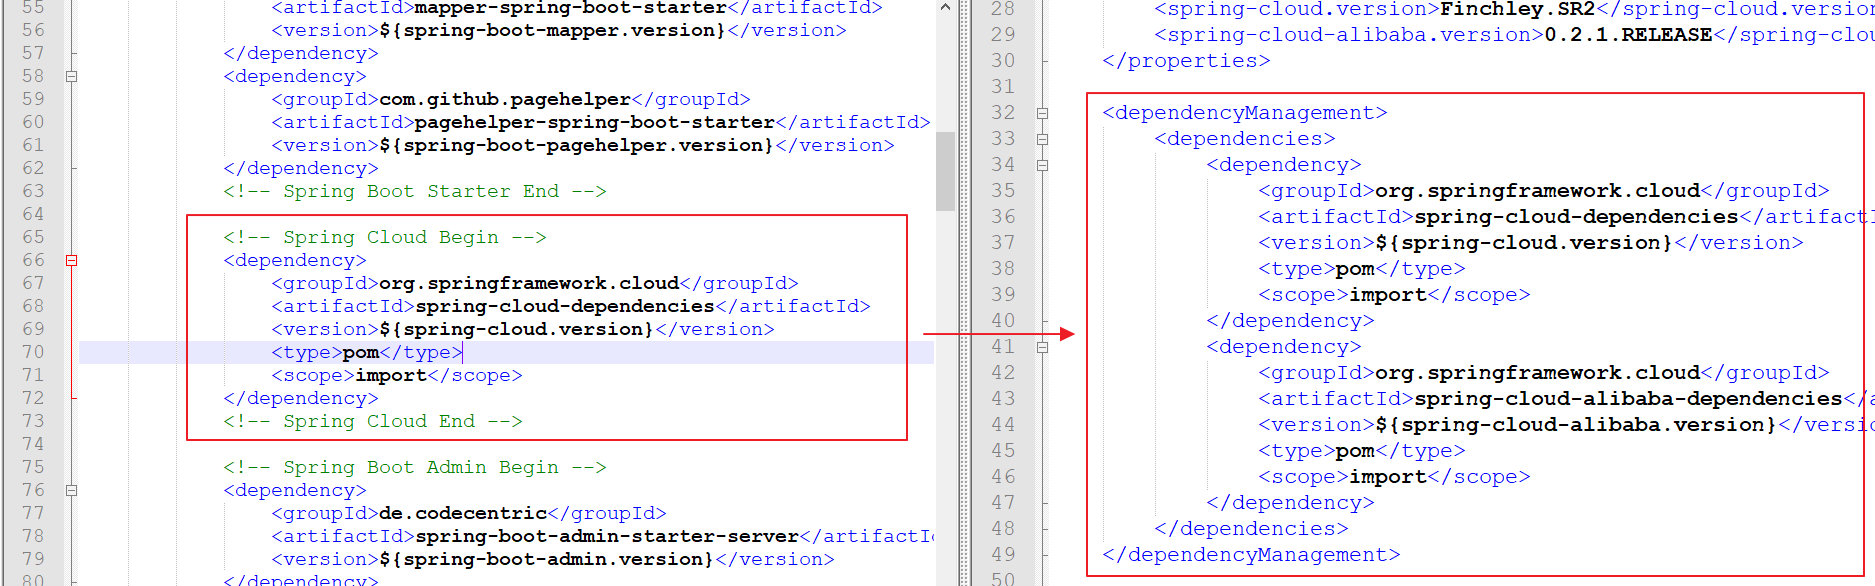 55 <artifactId>mapper-spring-boot-starter</artifactId>
56 <version>${spring-boot-mapper.version}</version>
57 </dependency>
58 <dependency>
59 <groupId>com.github.pagehelper</groupId>
60 <artifactId>pagehelper-spring-boot-starter</artifactId>
61 <version>${spring-boot-pagehelper.version}</version>
62 </dependency>
63 <!-- Spring Boot Starter End -->
64
65 <!-- Spring Cloud Begin -->
66 <dependency>
67 <groupId>org.springframework.cloud</groupId>
68 <artifactId>spring-cloud-dependencies</artifactId>
69 <version>${spring-cloud.version}</version>
70 <type>pom</type>
71 <scope>import</scope>
72 </dependency>
73 <!-- Spring Cloud End -->
74
75 <!-- Spring Boot Admin Begin -->
76 <dependency>
77 <groupId>de.codecentric</groupId>
78 <artifactId>spring-boot-admin-starter-server</artifactI
79 <version>${spring-boot-admin.version}</version>
80 </dependency>
28 <spring-cloud.version>Finchley.SR2</spring-cloud.version
29 <spring-cloud-alibaba.version>0.2.1.RELEASE</spring-clou
30 </properties>
31
32 <dependencyManagement>
33 <dependencies>
34 <dependency>
35 <groupId>org.springframework.cloud</groupId>
36 <artifactId>spring-cloud-dependencies</artifactI
37 <version>${spring-cloud.version}</version>
38 <type>pom</type>
39 <scope>import</scope>
40 </dependency>
41 <dependency>
42 <groupId>org.springframework.cloud</groupId>
43 <artifactId>spring-cloud-alibaba-dependencies</a
44 <version>${spring-cloud-alibaba.version}</versio
45 <type>pom</type>
46 <scope>import</scope>
47 </dependency>
48 </dependencies>
49 </dependencyManagement>
50